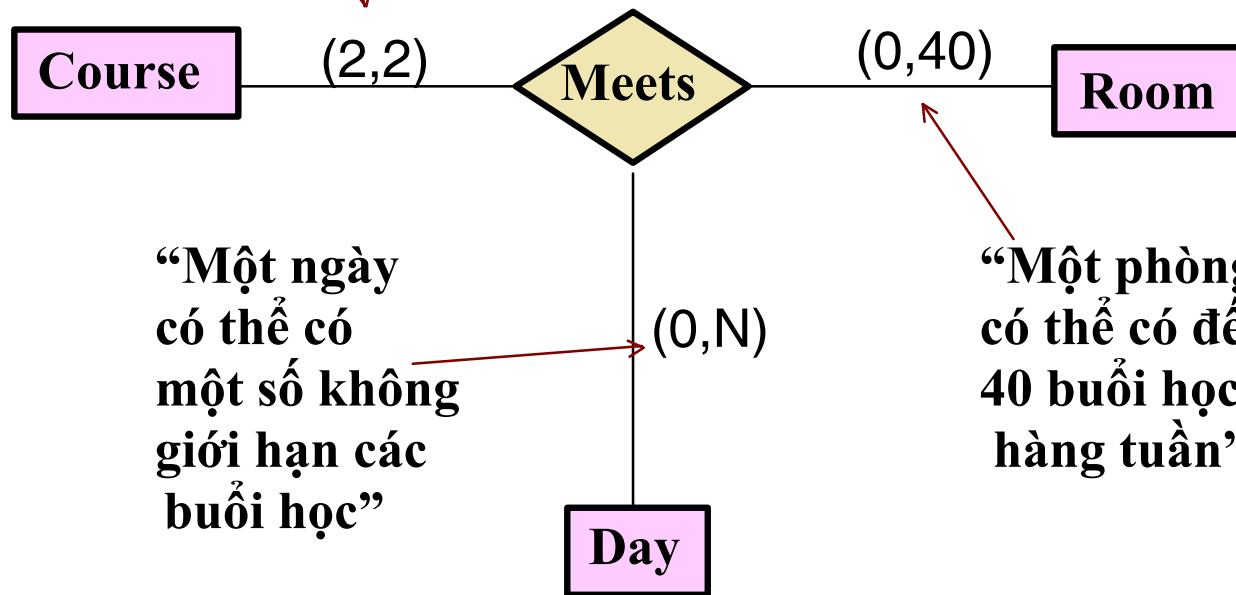 Course
(2,2)
Meets
(0,40)
Room
“Một ngày
có thể có
một số không
giới hạn các
buổi học”
(0,N)
“Một phòng
có thể có
40 buổi học
hàng tuần”
Day